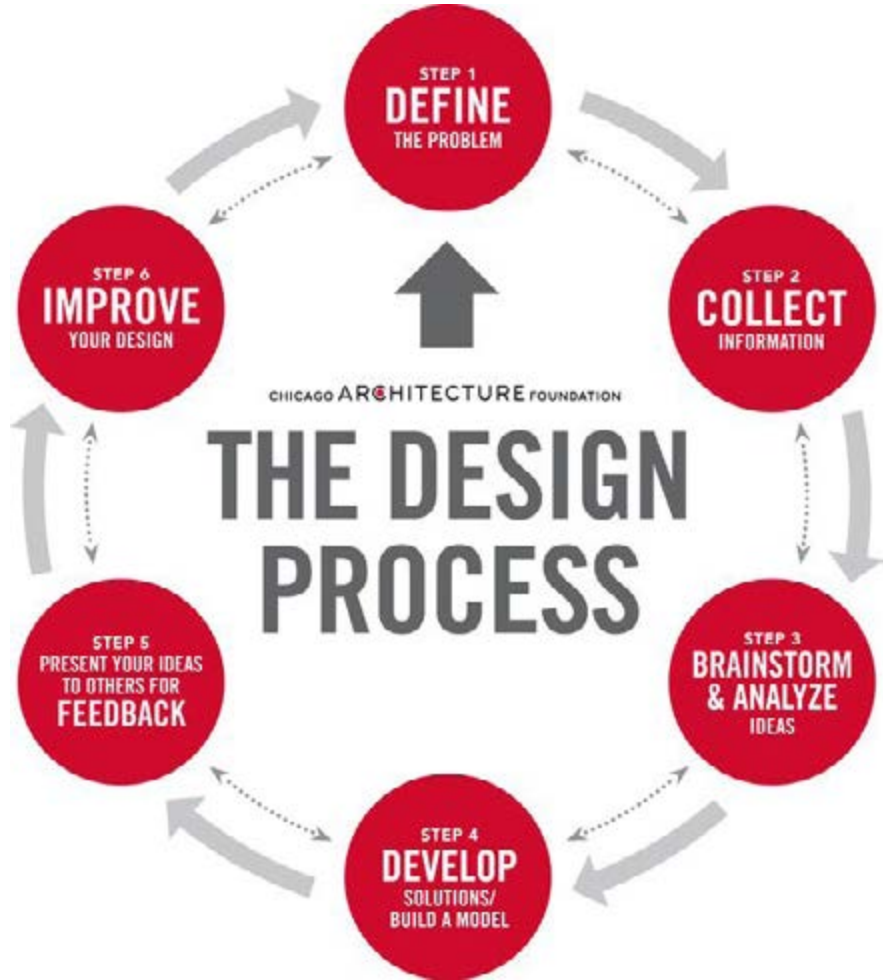 STEP 1
DEFINE
THE PROBLEM
STEP 2
COLLECT
INFORMATION
STEP 3
BRAINSTORM
& ANALYZE
IDEAS
STEP 4
DEVELOP
SOLUTIONS/
BUILD A MODEL
STEP 5
PRESENT YOUR IDEAS
TO OTHERS FOR
FEEDBACK
STEP 6
IMPROVE
YOUR DESIGN
CHICAGO ARCHITECTURE FOUNDATION
THE DESIGN
PROCESS